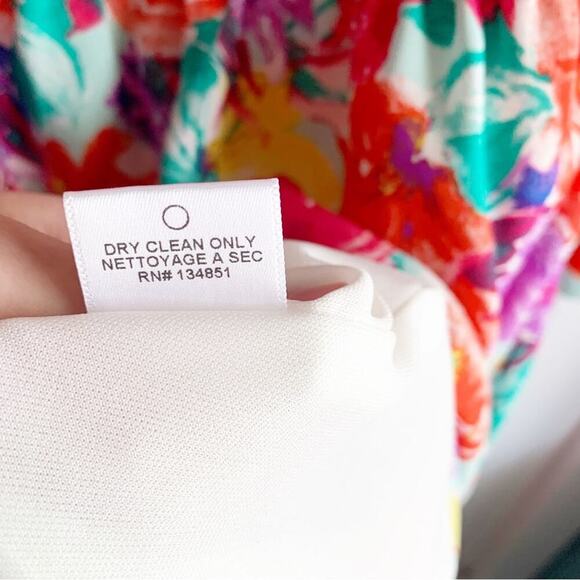 DRY CLEAN ONLY
NETTOYAGE A SEC
RN# 134851